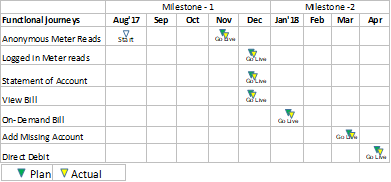 Milestone - 1 Milestone -2
Functional journeys Aug'17 Sep Oct Nov Dec Jan'18 Feb Mar Apr
Anonymous Meter Reads Start Go Live
Logged in Meter reads Go Live
Statement of Account Go Live
View Bill Go Live
On-Demand Bill Go Live
Add Missing Account Go Live
Direct Debit Go Live
Plan Actual